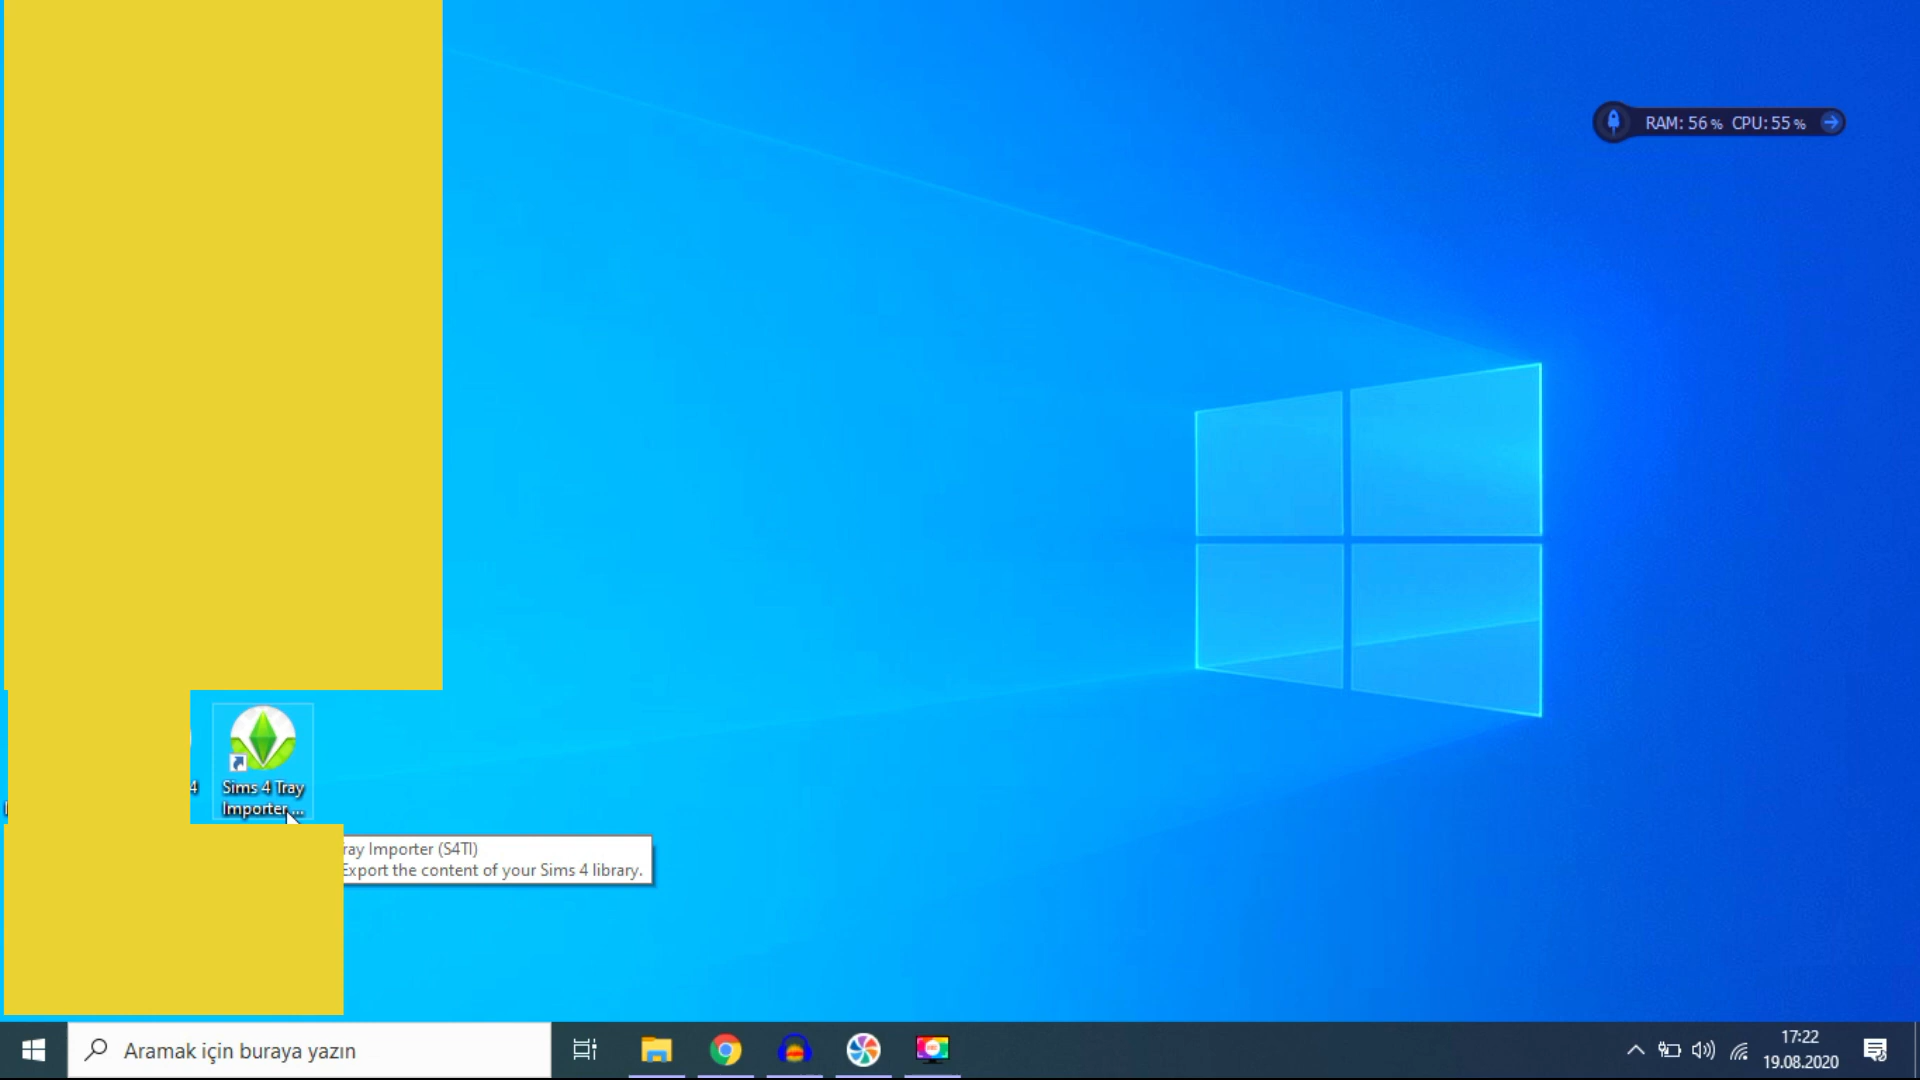 RAM: 56 % CPU: 55 %
4
Sims 4 Tray
Importer ...
ray Importer (S4TI)
Export the content of your Sims 4 library.
Aramak için buraya yazın
17:22
19.08.2020